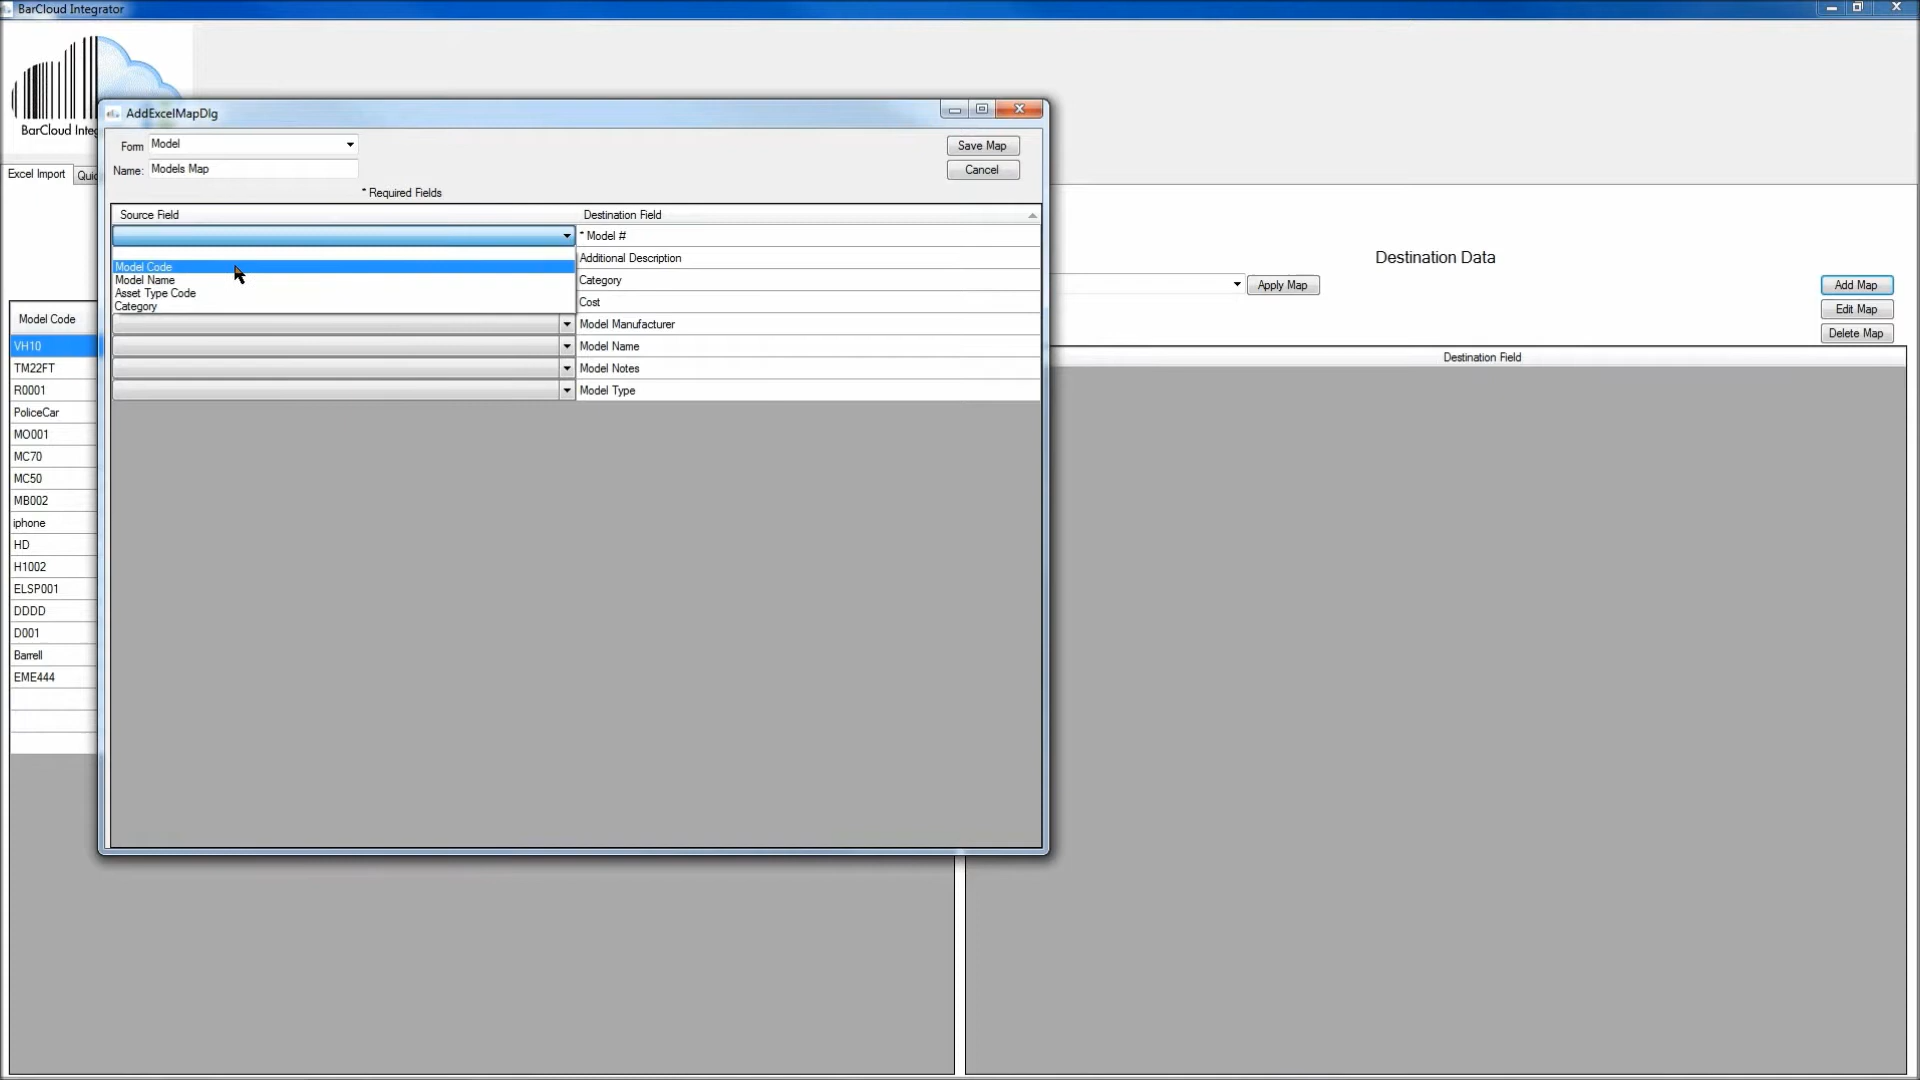 BarCloud Integrator
BarCloud Integ
AddExcelMapDlg
Form Model
Save Map
Name: Models Map
Cancel
Excel Import
Quic
* Required Fields
Source Field Destination Field
* Model #
Model Code
Model Name
Asset Type Code
Category
Additional Description
Category
Cost
Model Manufacturer
Model Name
Model Notes
Model Type
Destination Data
Apply Map
Add Map
Edit Map
Delete Map
Destination Field
Model Code
VH10
TM22FT
R0001
PoliceCar
MO001
MC70
MC50
MB002
iphone
HD
H1002
ELSP001
DDDD
D001
Barrell
EME444